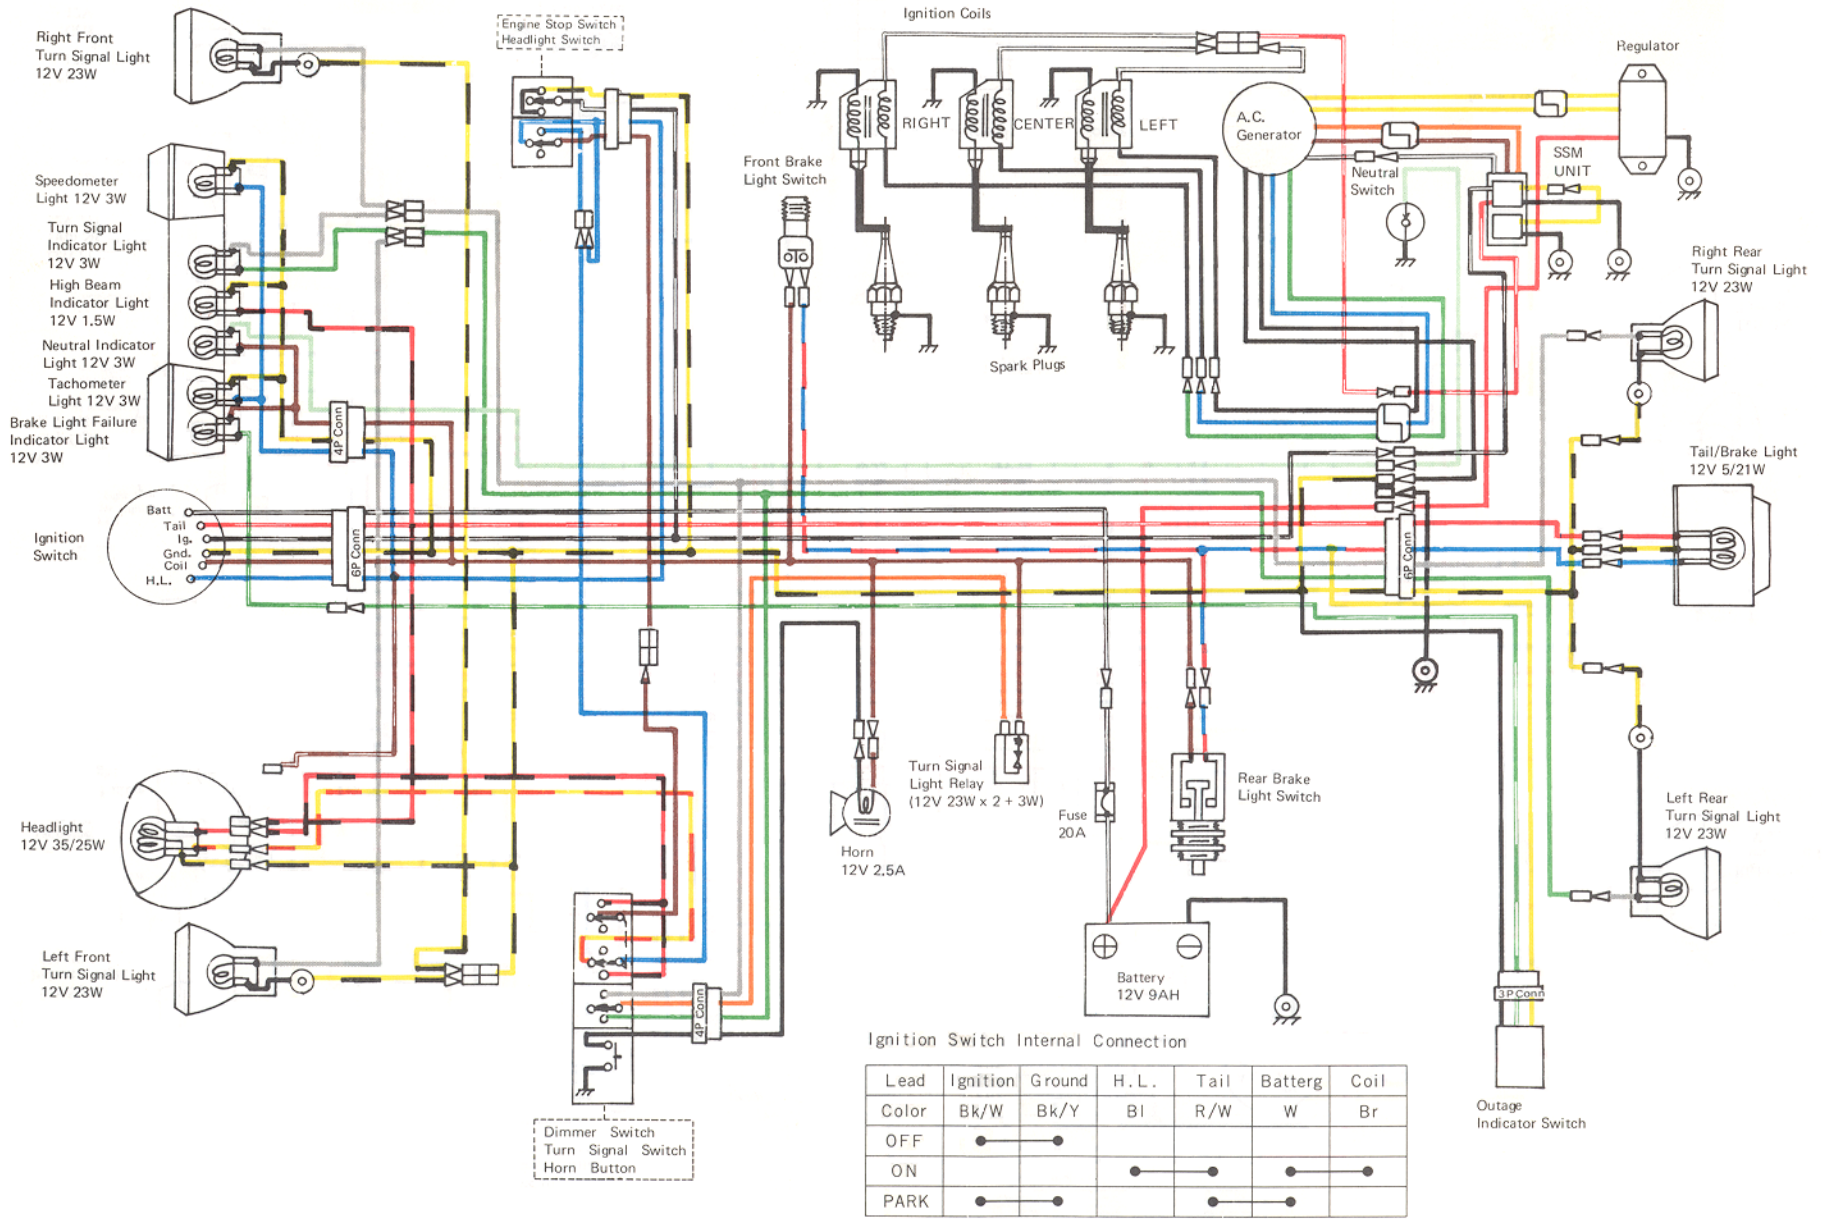 Ignition Coils
Engine Stop Switch
Headlight Switch
Right Front
Turn Signal Light
12V 23W
Regulator
A.C.
Generator
RIGHT
CENTER
LEFT
SSM
UNIT
Neutral
Switch
Front Brake
Light Switch
Speedometer
Light 12V 3W
Turn Signal
Indicator Light
12V 3W
High Beam
Indicator Light
12V 1.5W
Neutral Indicator
Light 12V 3W
Tachometer
Light 12V 3W
Brake Light Failure
Indicator Light
12V 3W
Right Rear
Turn Signal Light
12V 23W
Spark Plugs
4P Conn
Tail/Brake Light
12V 5/21W
Ignition
Switch
Batt
Tail
Ig.
Gnd.
Coil
H.L.
6P Conn
6P Conn
Turn Signal
Light Relay
(12V 23W x 2 + 3W)
Rear Brake
Light Switch
Fuse
20A
Left Rear
Turn Signal Light
12V 23W
Headlight
12V 35/25W
Horn
12V 2.5A
Left Front
Turn Signal Light
12V 23W
Battery
12V 9AH
4P Conn
3P Conn
Outage
Indicator Switch
Dimmer Switch
Turn Signal Switch
Horn Button
Ignition Switch Internal Connection
Lead Ignition Ground H.L. Tail Batterg Coil
Color Bk/W Bk/Y Bl R/W W Br
OFF
ON
PARK